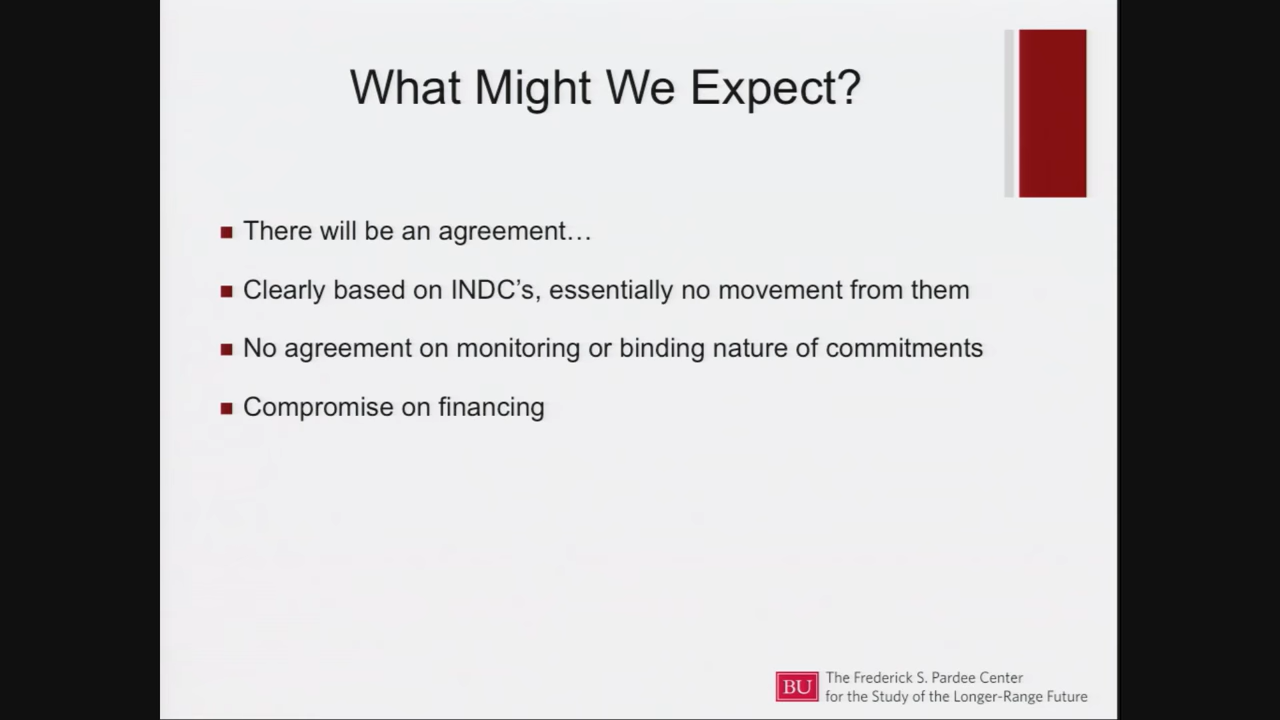 What Might We Expect?
There will be an agreement…
Clearly based on INDC’s, essentially no movement from them
No agreement on monitoring or binding nature of commitments
Compromise on financing
BU
The Frederick S. Pardee Center
for the Study of the Longer-Range Future